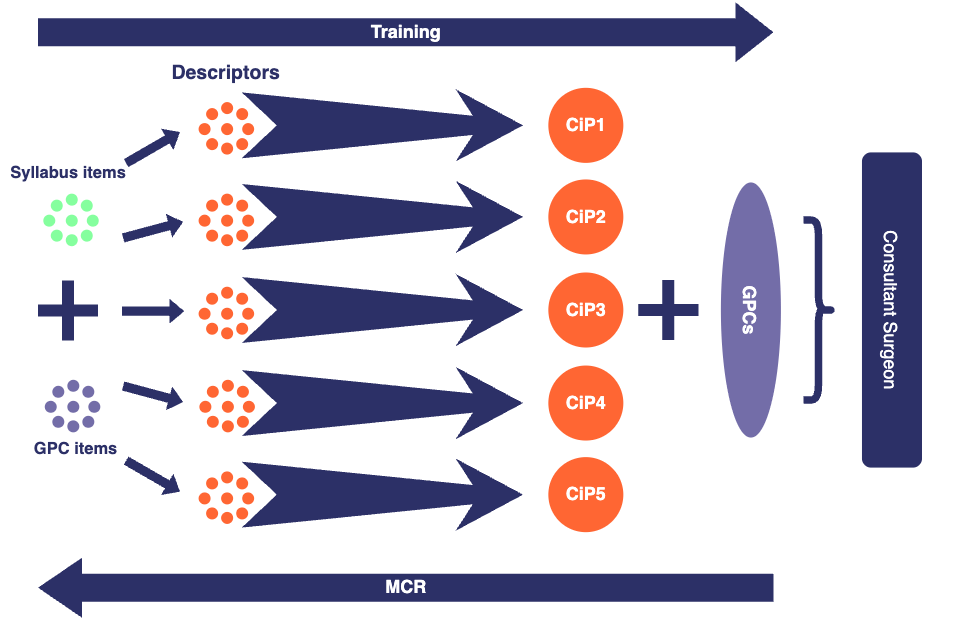 Training
Descriptors
Syllabus items
GPC items
CiP1
CiP2
CiP3
CiP4
CiP5
GPCs
Consultant Surgeon
MCR